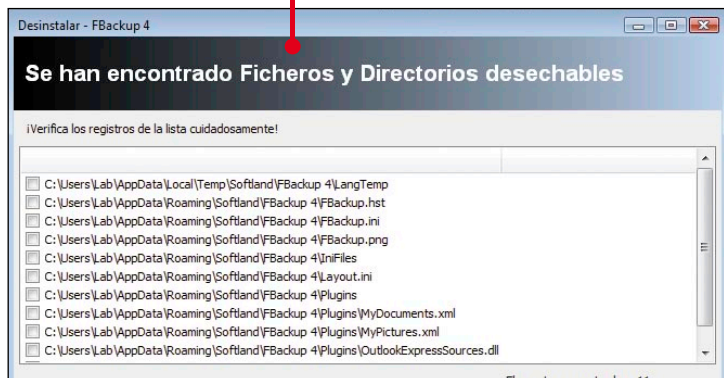 Desinstalar - FBackup 4
Se han encontrado Ficheros y Directorios desechables
¡Verifica los registros de la lista cuidadosamente!
C:\Users\Lab\AppData\Local\Temp\Softland\FBackup 4\LangTemp
C:\Users\Lab\AppData\Roaming\Softland\FBackup 4\FBackup.hst
C:\Users\Lab\AppData\Roaming\Softland\FBackup 4\FBackup.ini
C:\Users\Lab\AppData\Roaming\Softland\FBackup 4\FBackup.png
C:\Users\Lab\AppData\Roaming\Softland\FBackup 4\IniFiles
C:\Users\Lab\AppData\Roaming\Softland\FBackup 4\Layout.ini
C:\Users\Lab\AppData\Roaming\Softland\FBackup 4\Plugins
C:\Users\Lab\AppData\Roaming\Softland\FBackup 4\Plugins\MyDocuments.xml
C:\Users\Lab\AppData\Roaming\Softland\FBackup 4\Plugins\MyPictures.xml
C:\Users\Lab\AppData\Roaming\Softland\FBackup 4\Plugins\OutlookExpressSources.dll